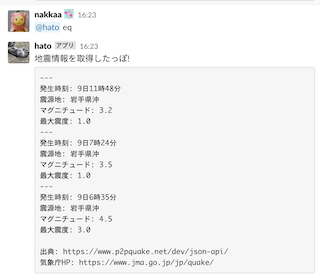 nakkaa 16:23
@hato eq
hato アプリ 16:23
地震情報を取得したっぽ!
---
発生時刻: 9日11時48分
震源地: 岩手県沖
マグニチュード: 3.2
最大震度: 1.0
---
発生時刻: 9日7時24分
震源地: 岩手県沖
マグニチュード: 3.5
最大震度: 1.0
---
発生時刻: 9日6時35分
震源地: 岩手県沖
マグニチュード: 4.5
最大震度: 3.0
出典: https://www.p2pquake.net/dev/json-api/
気象庁HP: https://www.jma.go.jp/jp/quake/